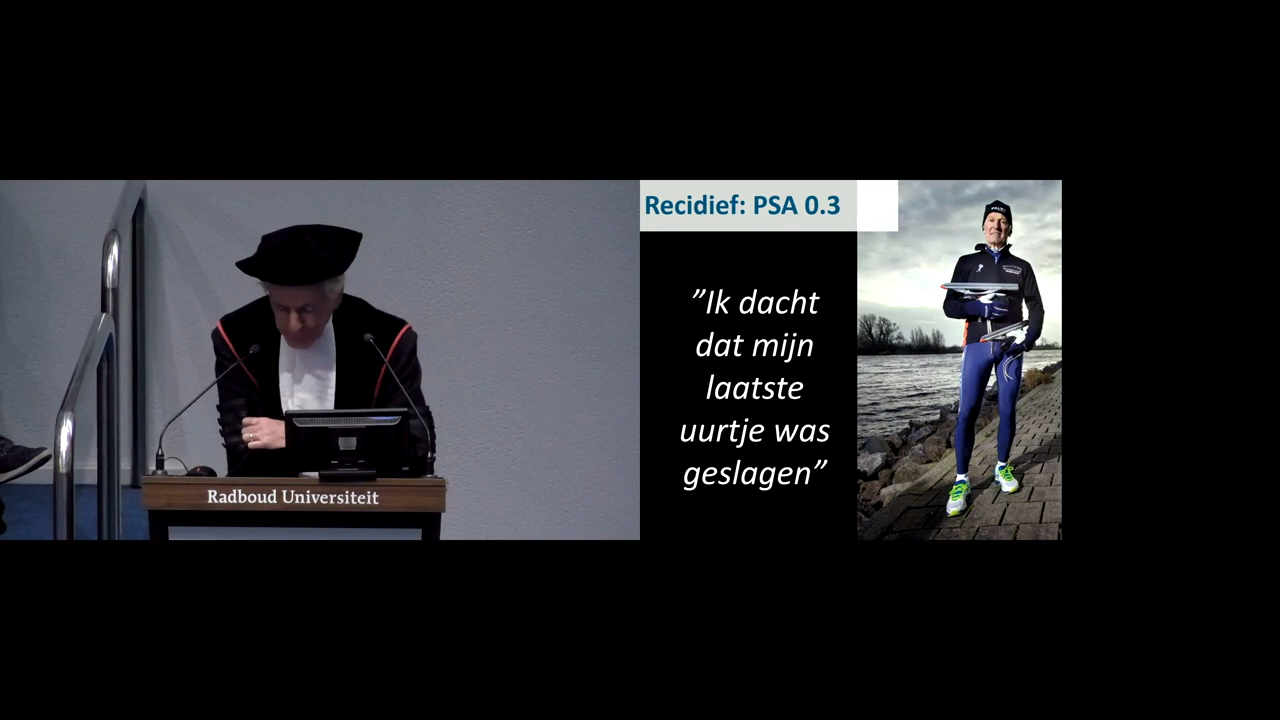 Recidief: PSA 0.3
”Ik dacht
dat mijn
laatste
uurtje was
geslagen”
Radboud Universiteit